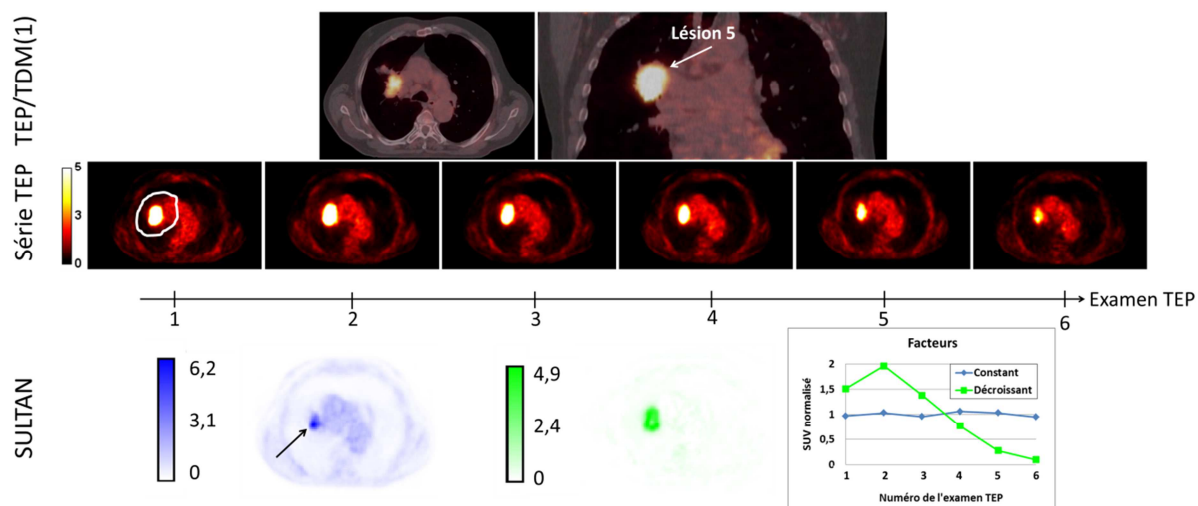 TEP/TDM(1)
Lésion 5
Série TEP
5
3
0
Examen TEP
1
2
3
4
5
6
SULTAN
6,2
3,1
0
4,9
2,4
0
Facteurs
SUV normalisé
2
1,5
1
0,5
0
Constant
Décroissant
1 2 3 4 5 6
Numéro de l'examen TEP